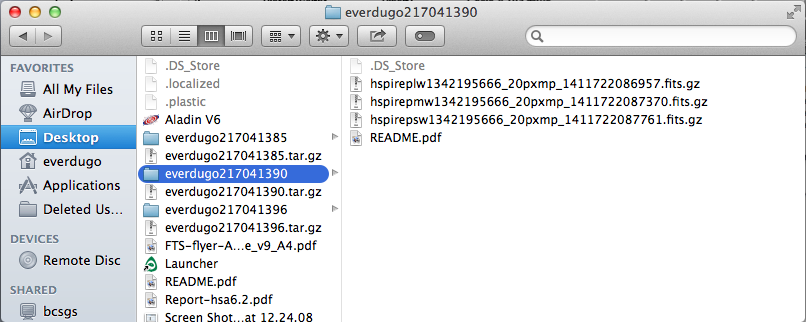 everdugo217041390
FAVORITES
All My Files
AirDrop
Desktop
everdugo
Applications
Deleted Us...
DEVICES
Remote Disc
SHARED
bcsgs
.DS_Store
.localized
.plastic
Aladin V6
everdugo217041385
everdugo217041385.tar.gz
everdugo217041390
everdugo217041390.tar.gz
everdugo217041396
everdugo217041396.tar.gz
FTS-flyer-A...e_v9_A4.pdf
Launcher
README.pdf
Report-hsa6.2.pdf
Screen Shot...at 12.24.08
.DS_Store
hspireplw1342195666_20pxmp_1411722086957.fits.gz
hspirepmw1342195666_20pxmp_1411722087370.fits.gz
hspirepsw1342195666_20pxmp_1411722087761.fits.gz
README.pdf